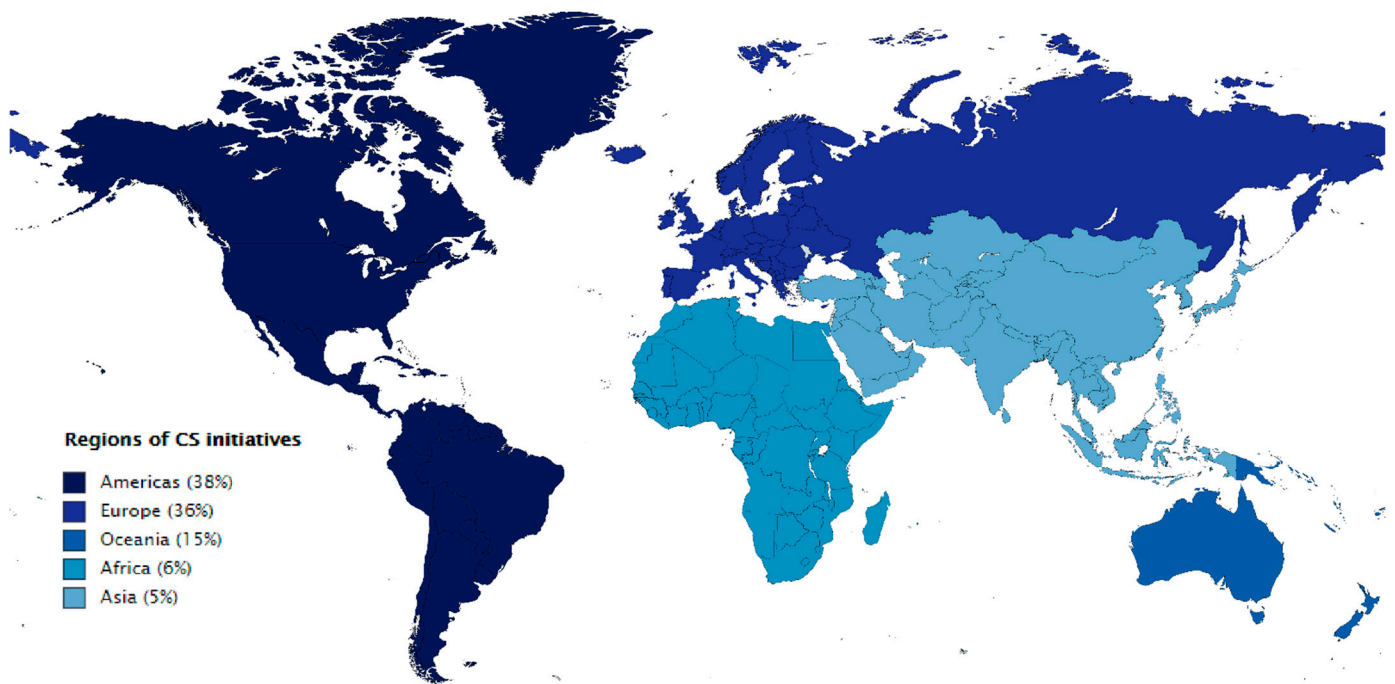 Regions of CS initiatives
Americas (38%)
Europe (36%)
Oceania (15%)
Africa (6%)
Asia (5%)